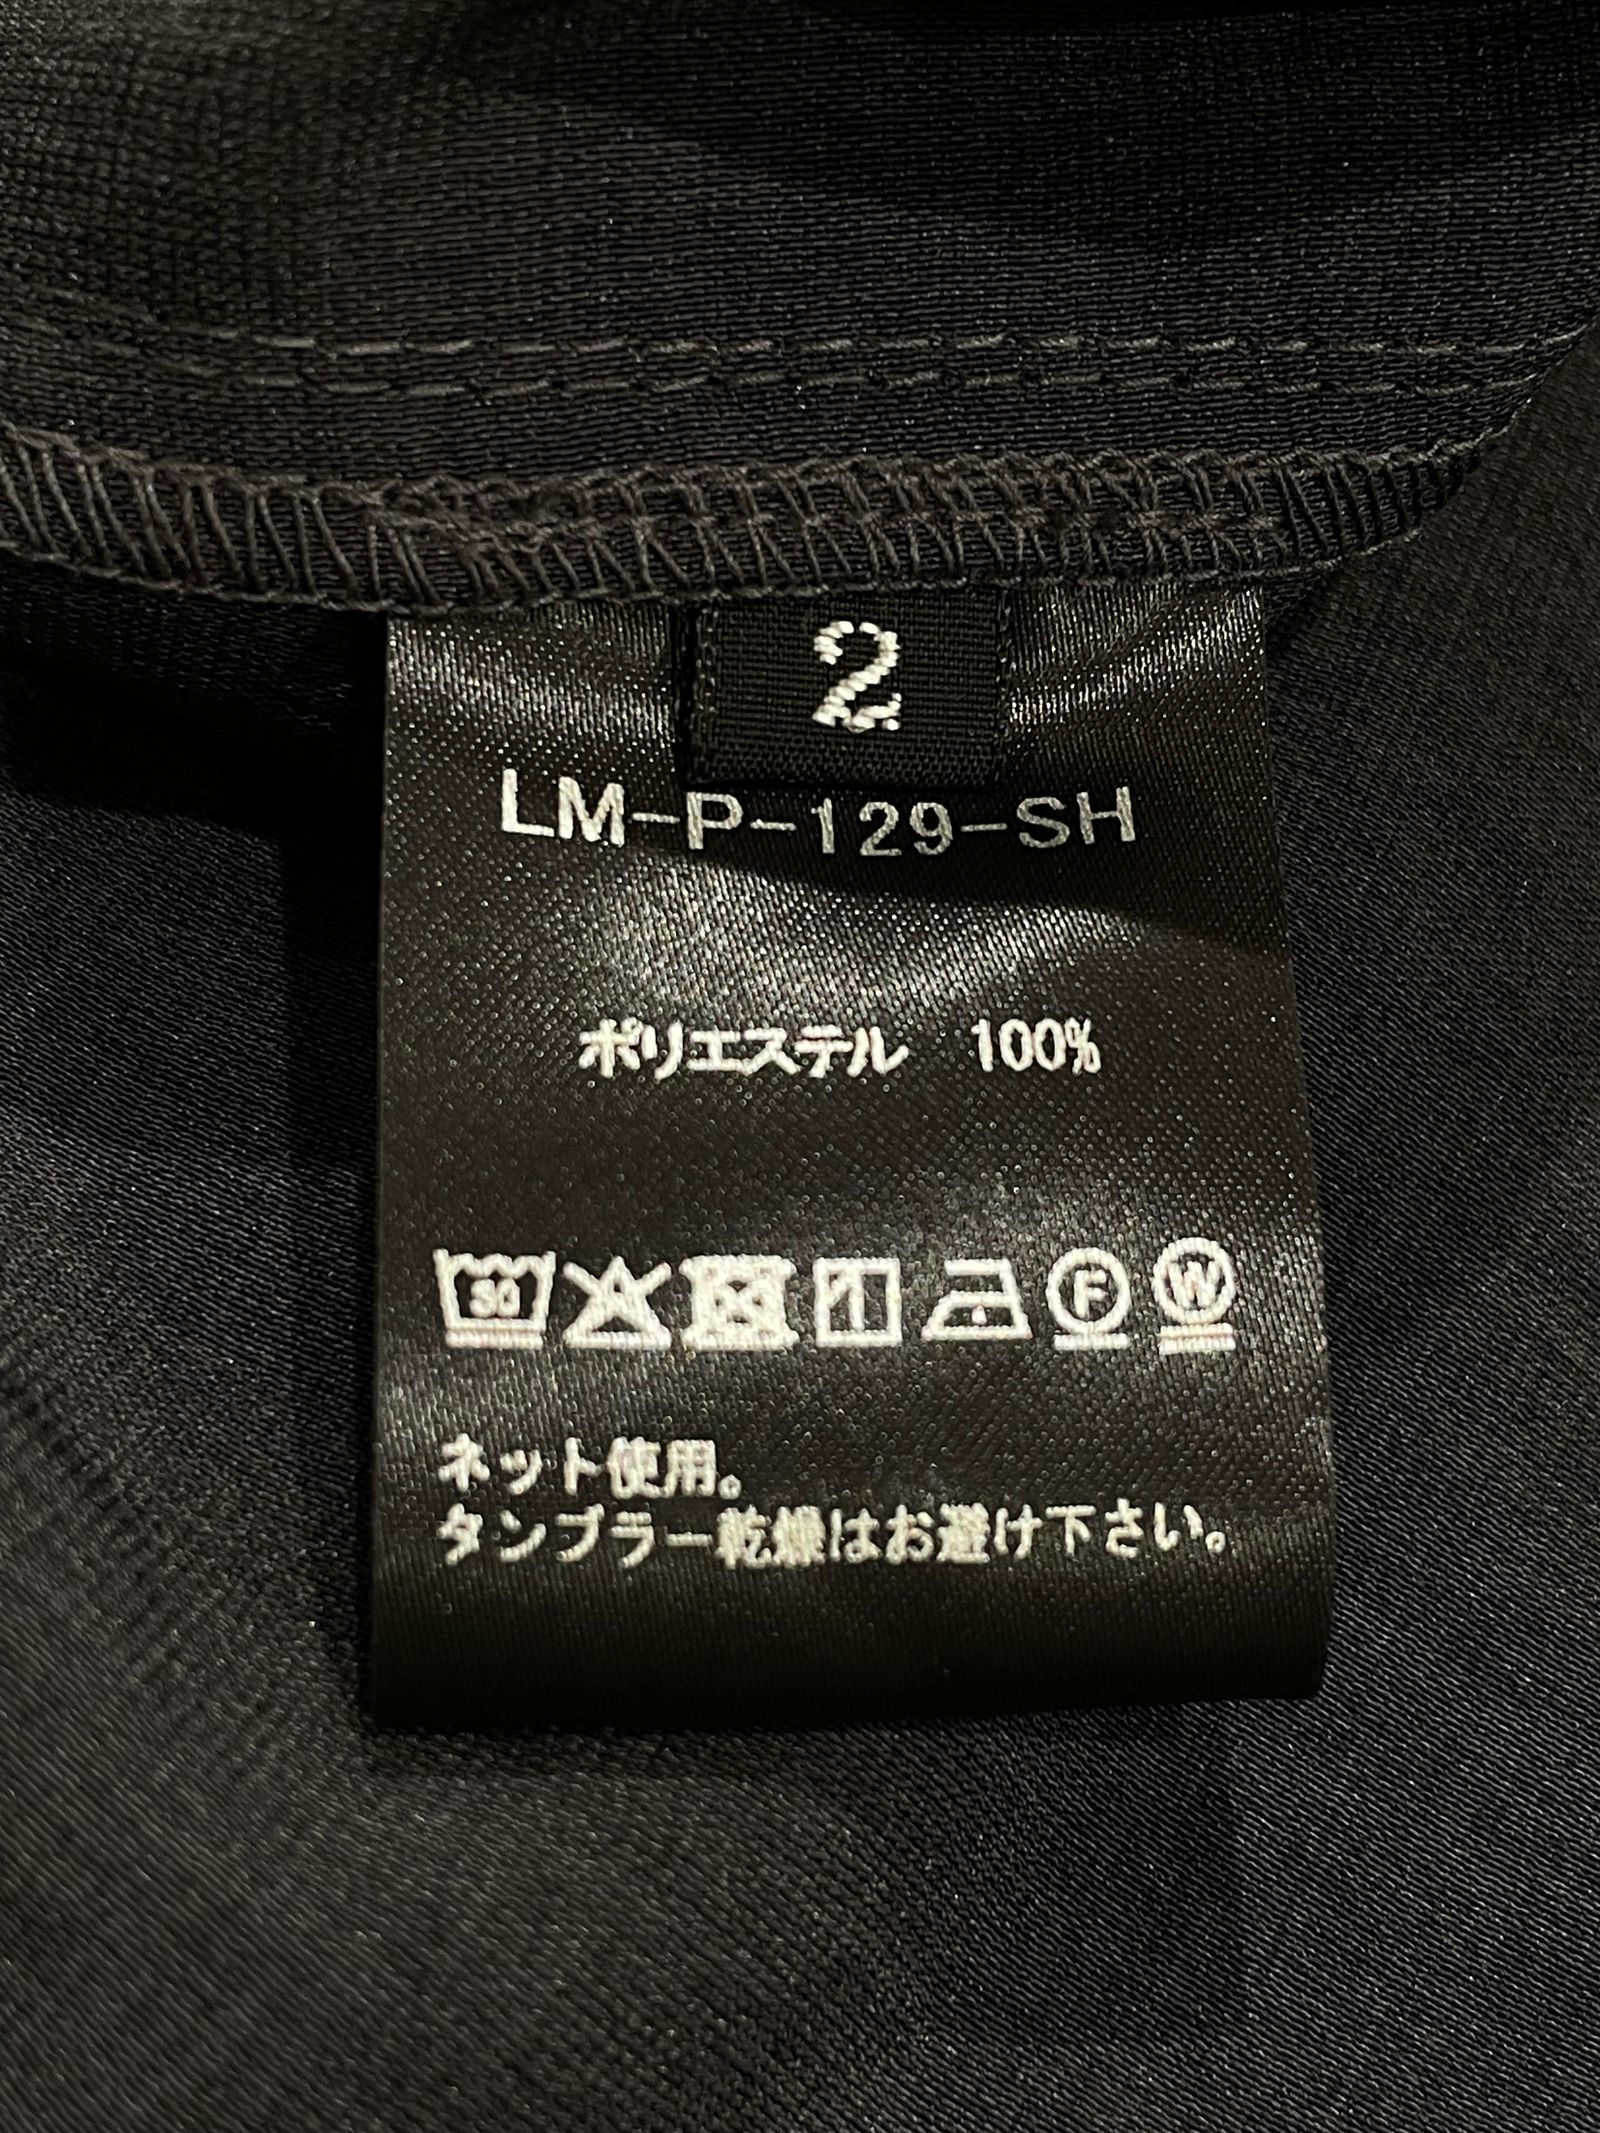 2
LM-P-129-SH
ポリエステル 100%
30 F W
ネット使用。
タンブラー乾燥はお避け下さい。